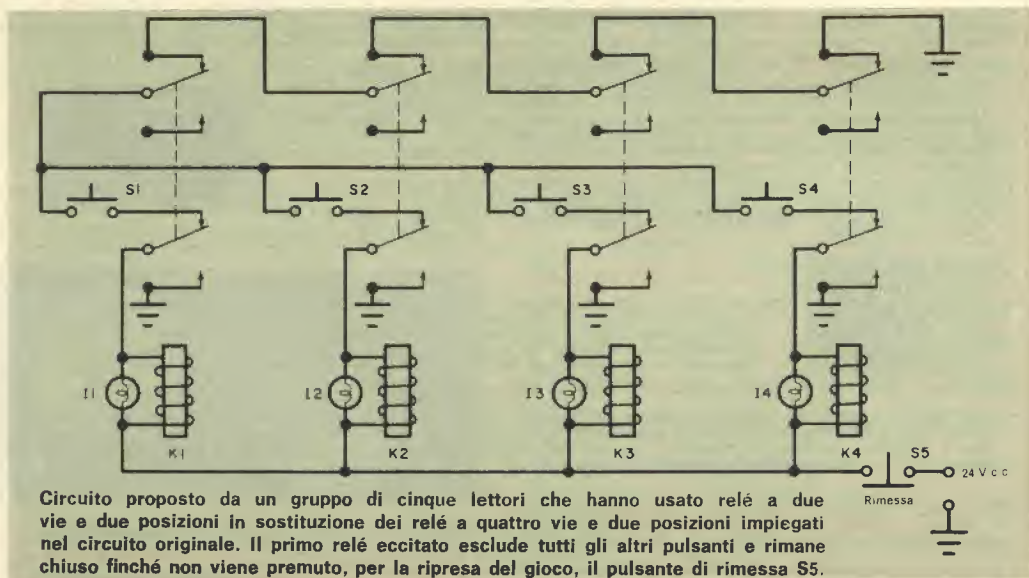 S1
S2
S3
S4
I1
I2
I3
I4
K1
K2
K3
K4
S5
24 V c c
Rimessa
Circuito proposto da un gruppo di cinque lettori che hanno usato relé a due
vie e due posizioni in sostituzione dei relé a quattro vie e due posizioni impiegati
nel circuito originale. Il primo relé eccitato esclude tutti gli altri pulsanti e rimane
chiuso finché non viene premuto, per la ripresa del gioco, il pulsante di rimessa S5.